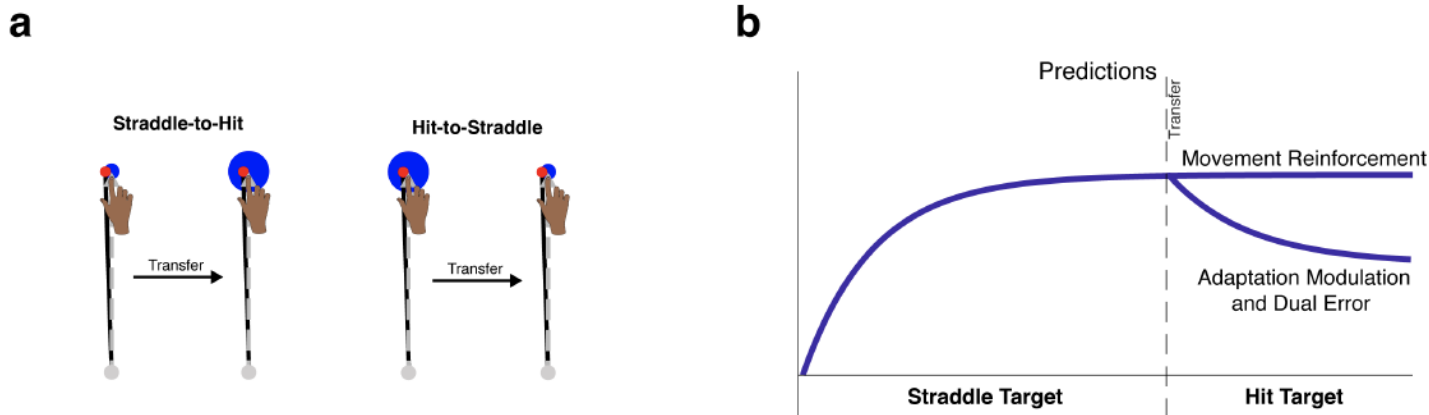 a
Straddle-to-Hit
Transfer
Hit-to-Straddle
Transfer
b
Predictions
Transfer
Movement Reinforcement
Adaptation Modulation
and Dual Error
Straddle Target
Hit Target